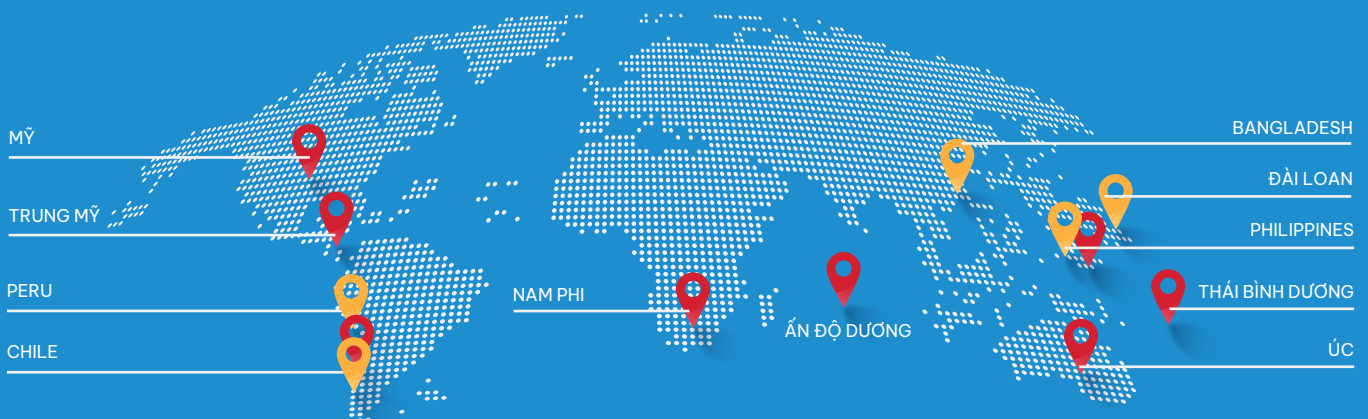 MỸ
TRUNG MỸ
PERU
CHILE
NAM PHI
ẤN ĐỘ DƯƠNG
BANGLADESH
ĐÀI LOAN
PHILIPPINES
THÁI BÌNH DƯƠNG
ÚC